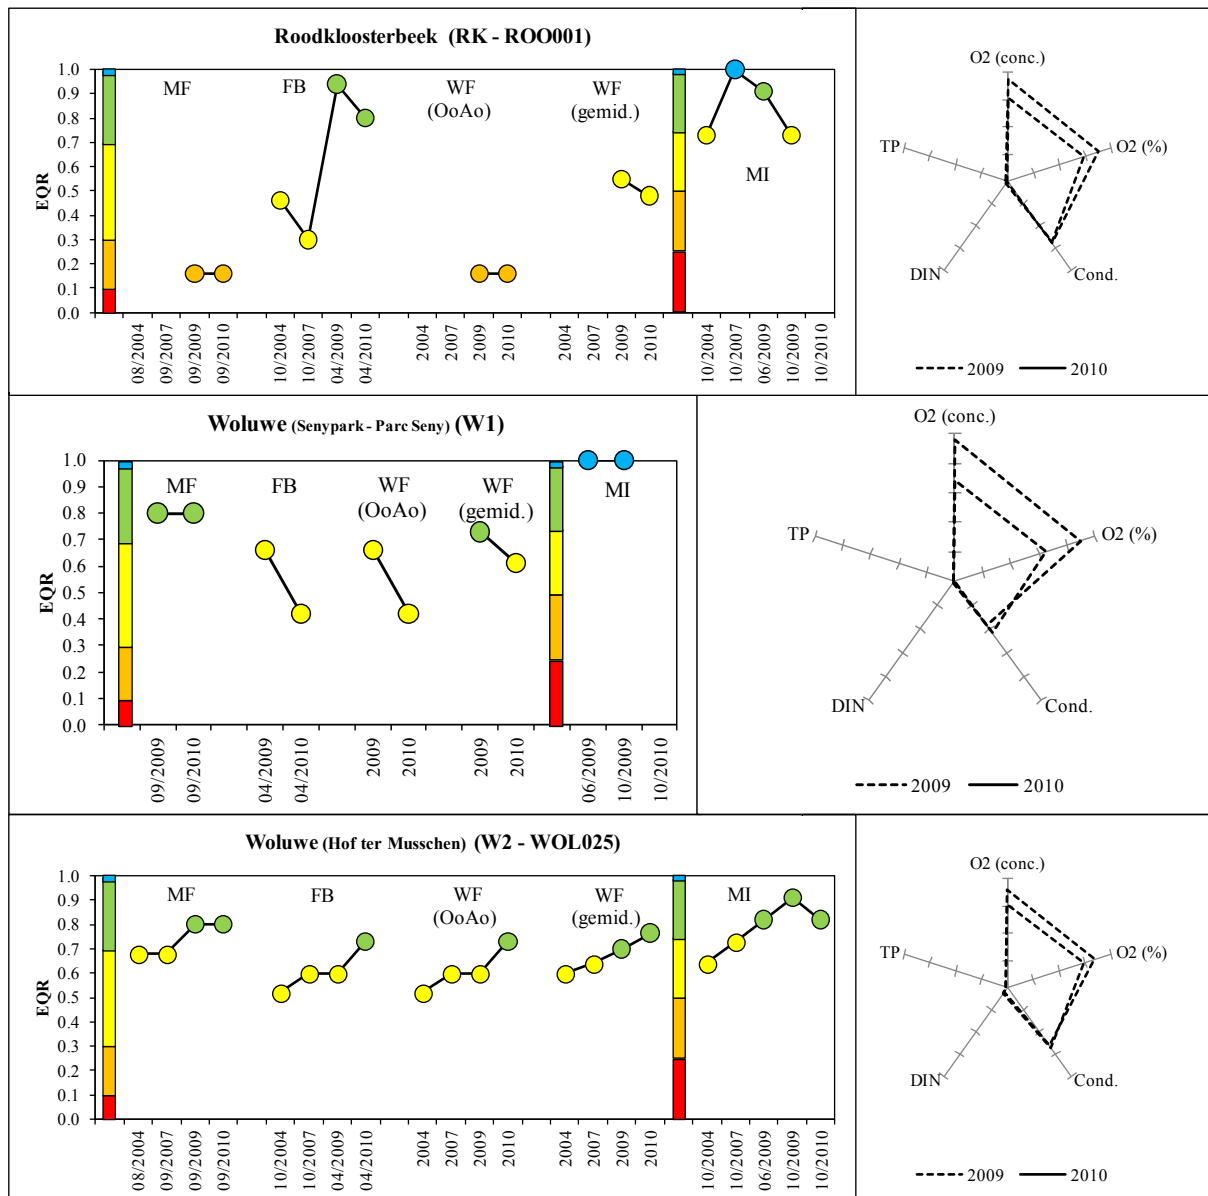 Roodkloosterbeek (RK - ROO001)
EQR
1.0
0.9
0.8
0.7
0.6
0.5
0.4
0.3
0.2
0.1
0.0
MF
FB
WF
(OoAo)
WF
(gemid.)
MI
08/2004
09/2007
09/2009
09/2010
10/2004
10/2007
04/2009
04/2010
2004
2007
2009
2010
2004
2007
2009
2010
10/2004
10/2007
06/2009
10/2009
10/2010
O2 (conc.)
O2 (%)
Cond.
DIN
TP
2009
2010
Woluwe (Senypark - Parc Seny) (W1)
EQR
1.0
0.9
0.8
0.7
0.6
0.5
0.4
0.3
0.2
0.1
0.0
MF
FB
WF
(OoAo)
WF
(gemid.)
MI
09/2009
09/2010
04/2009
04/2010
2009
2010
2009
2010
06/2009
10/2009
10/2010
O2 (conc.)
O2 (%)
Cond.
DIN
TP
2009
2010
Woluwe (Hof ter Musschen) (W2 - WOL025)
EQR
1.0
0.9
0.8
0.7
0.6
0.5
0.4
0.3
0.2
0.1
0.0
MF
FB
WF
(OoAo)
WF
(gemid.)
MI
08/2004
09/2007
09/2009
09/2010
10/2004
10/2007
04/2009
04/2010
2004
2007
2009
2010
2004
2007
2009
2010
10/2004
10/2007
06/2009
10/2009
10/2010
O2 (conc.)
O2 (%)
Cond.
DIN
TP
2009
2010